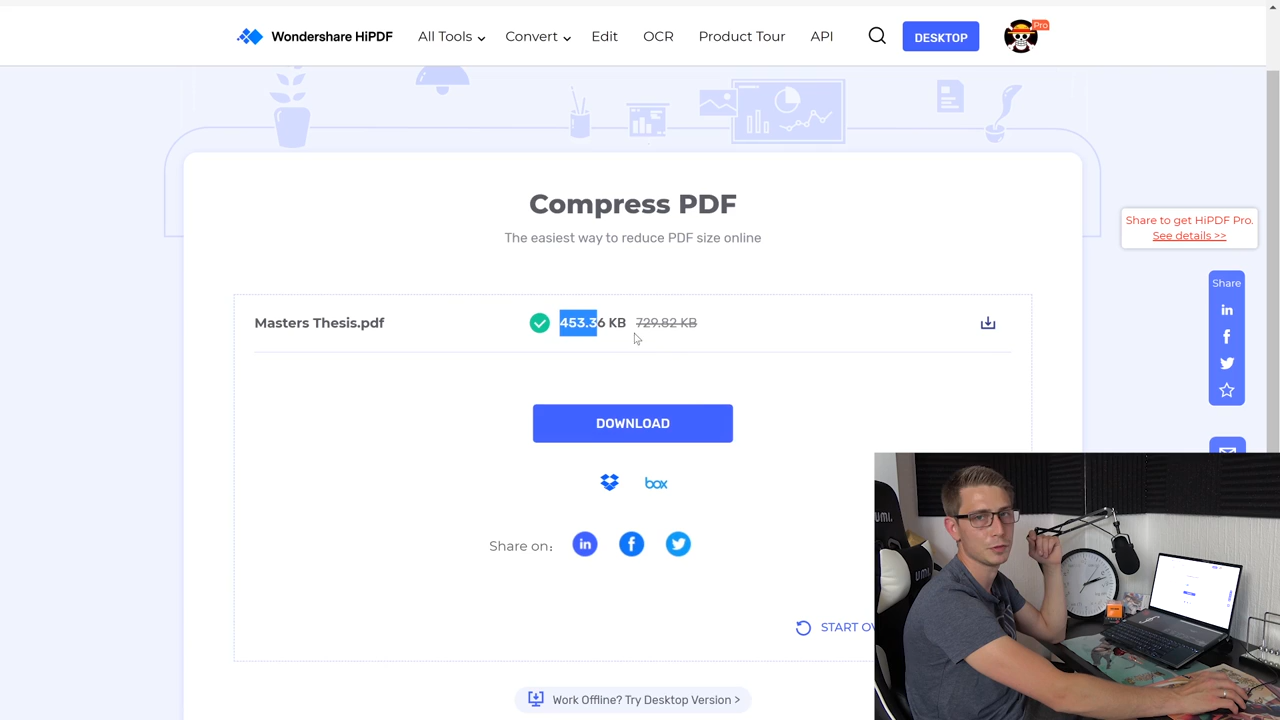 Wondershare HiPDF
All Tools
Convert
Edit
OCR
Product Tour
API
DESKTOP
Pro
Compress PDF
The easiest way to reduce PDF size online
Share to get HiPDF Pro.
See details >>
Share
Masters Thesis.pdf
453.36 KB
729.82 KB
DOWNLOAD
box
Share on:
START OV
Work Offline? Try Desktop Version >
UMI.
UMI.